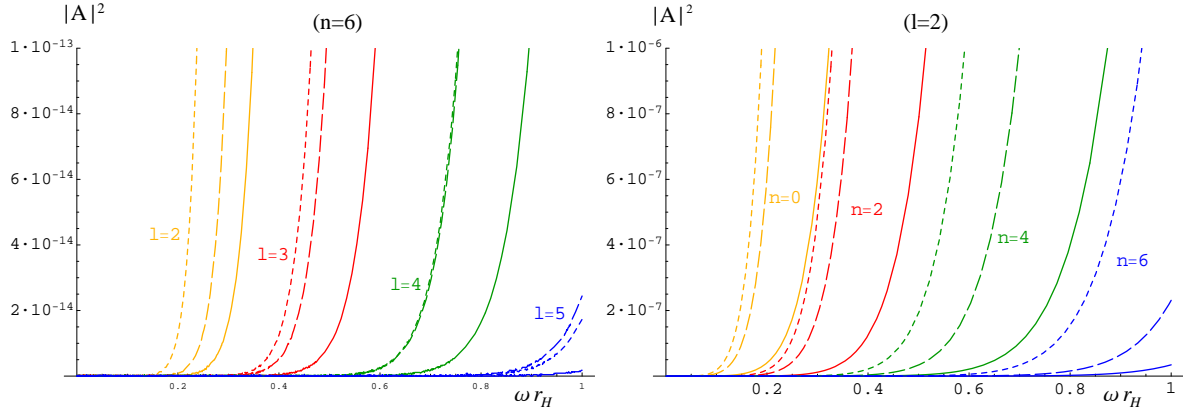 |A|²
(n=6)
1·10⁻¹³
8·10⁻¹⁴
6·10⁻¹⁴
4·10⁻¹⁴
2·10⁻¹⁴
l=2
l=3
l=4
l=5
0.2
0.4
0.6
0.8
1
ω r_H
|A|²
(l=2)
1·10⁻⁶
8·10⁻⁷
6·10⁻⁷
4·10⁻⁷
2·10⁻⁷
n=0
n=2
n=4
n=6
0.2
0.4
0.6
0.8
1
ω r_H